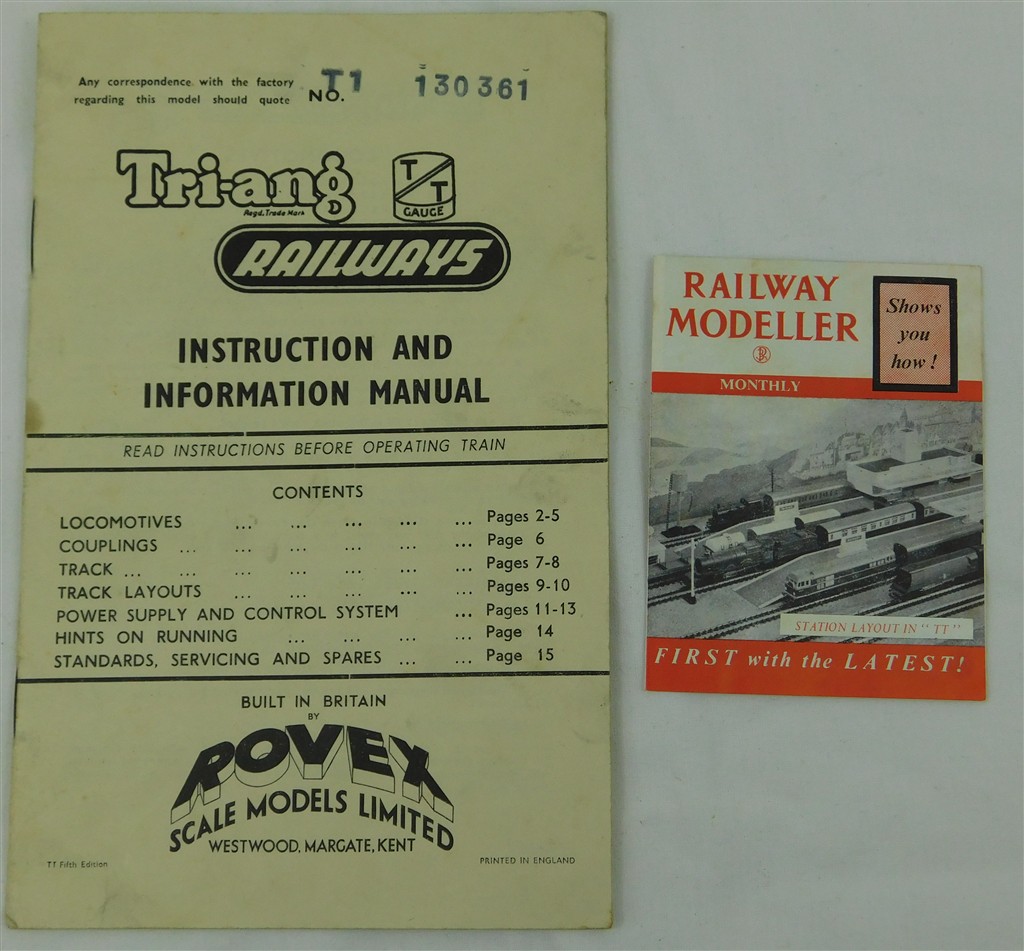 Any correspondence with the factory
regarding this model should quote NO. T1 130361
Tri-ang
Regd. Trade Mark
TT
GAUGE
RAILWAYS
INSTRUCTION AND
INFORMATION MANUAL
READ INSTRUCTIONS BEFORE OPERATING TRAIN
CONTENTS
LOCOMOTIVES ... ... ... ... ... Pages 2-5
COUPLINGS ... ... ... ... ... Page 6
TRACK ... ... ... ... ... ... Pages 7-8
TRACK LAYOUTS ... ... ... ... ... Pages 9-10
POWER SUPPLY AND CONTROL SYSTEM ... Pages 11-13
HINTS ON RUNNING ... ... ... ... Page 14
STANDARDS, SERVICING AND SPARES ... ... Page 15
BUILT IN BRITAIN
BY
ROVEX
SCALE MODELS LIMITED
WESTWOOD, MARGATE, KENT
TT Fifth Edition
PRINTED IN ENGLAND
RAILWAY
MODELLER
MONTHLY
Shows
you
how!
STATION LAYOUT IN "TT"
FIRST with the LATEST!